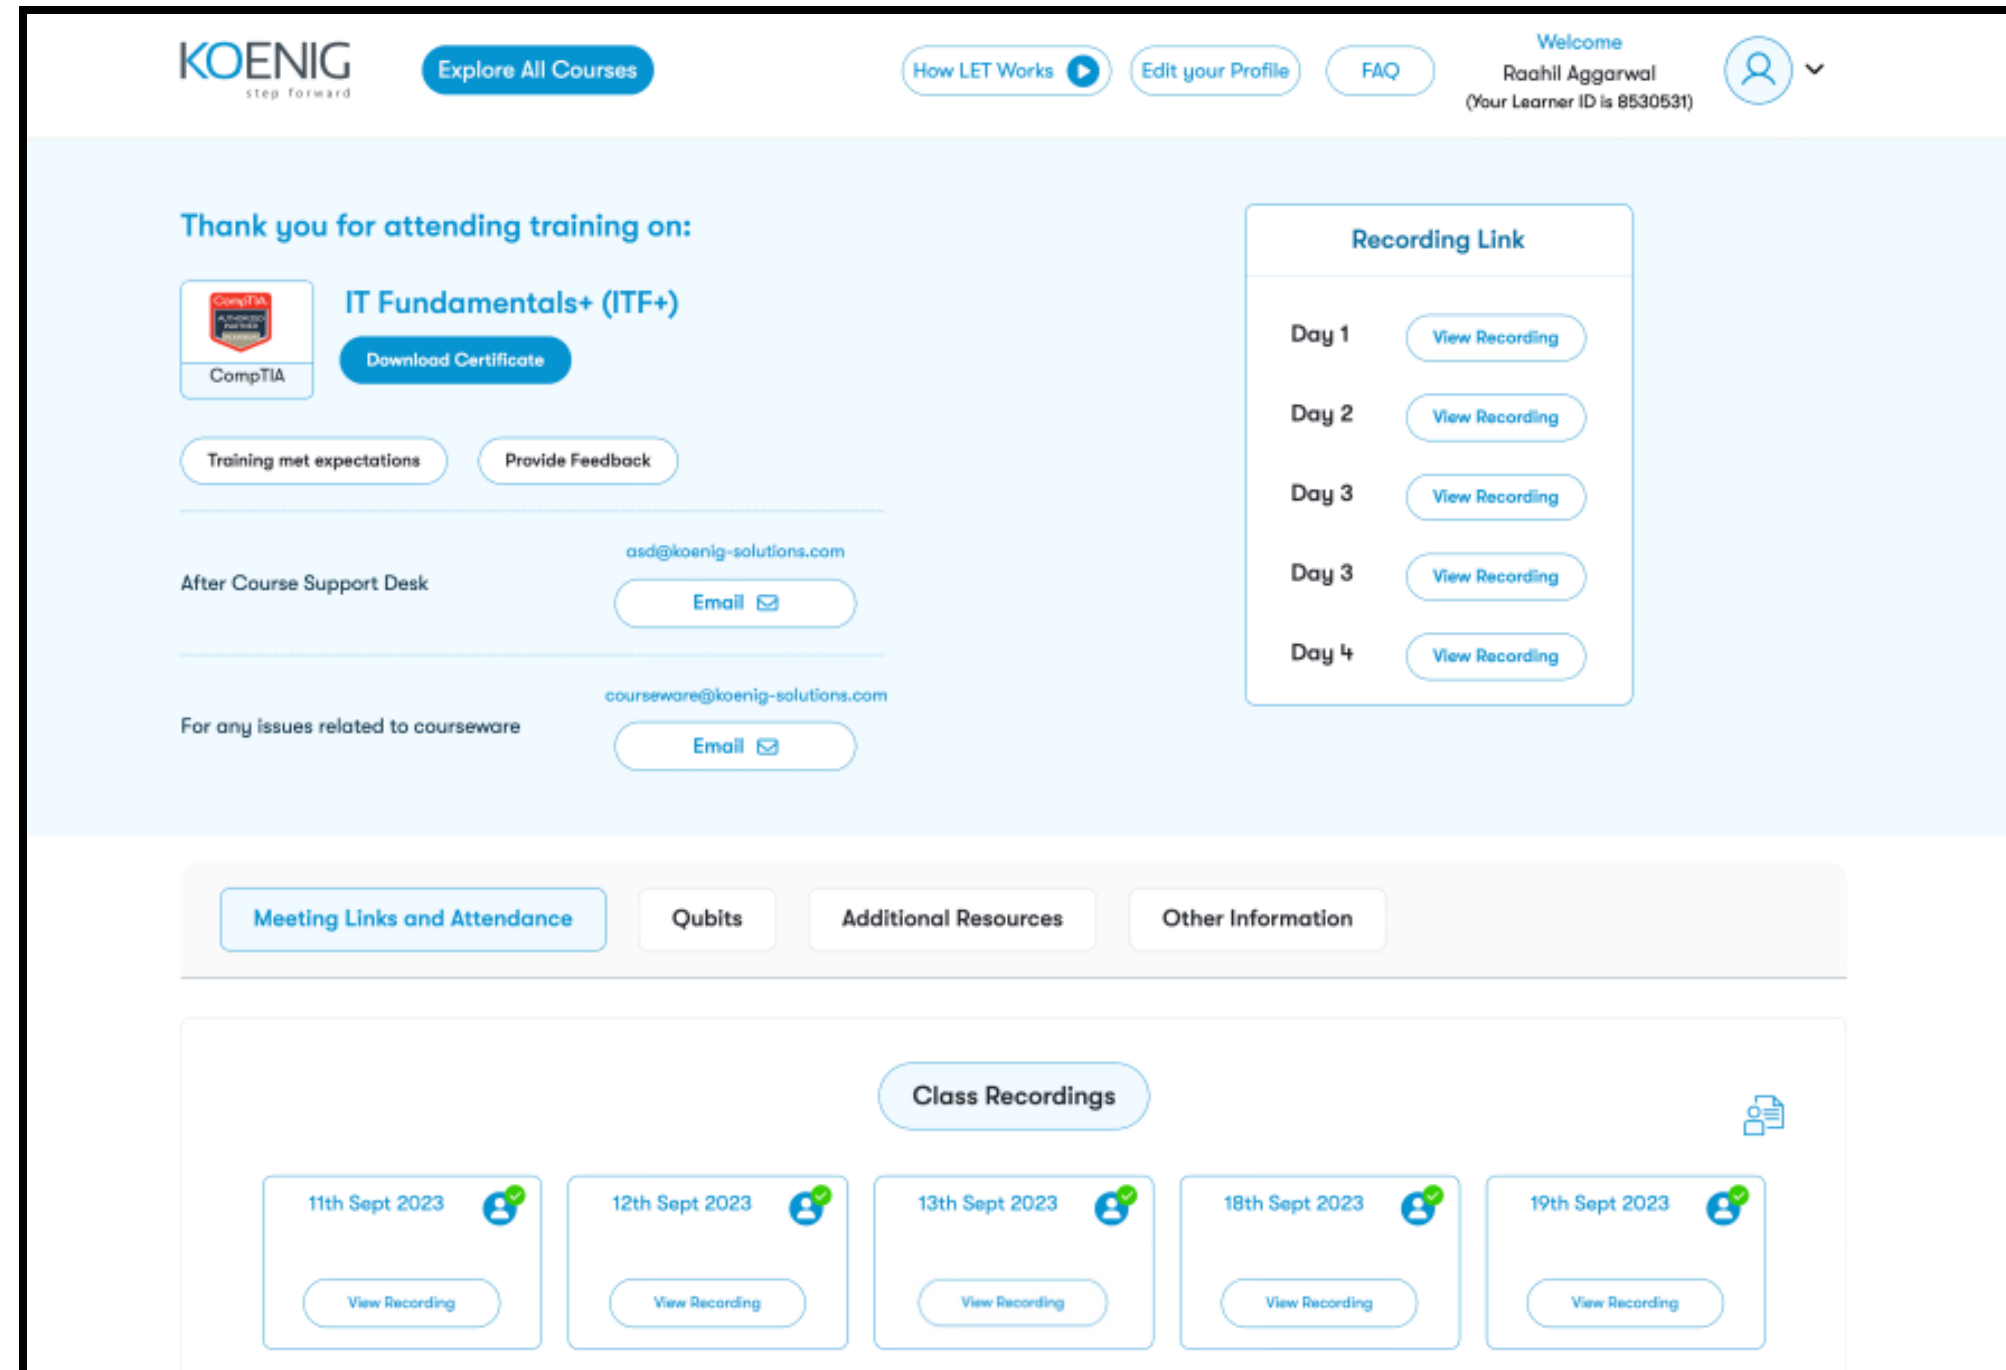 KOENIG
step forward
Explore All Courses
How LET Works
Edit your Profile
FAQ
Welcome
Raahil Aggarwal
(Your Learner ID is 8530531)
Thank you for attending training on:
CompTIA
AUTHORIZED
PARTNER
CompTIA
IT Fundamentals+ (ITF+)
Download Certificate
Training met expectations
Provide Feedback
After Course Support Desk
asd@koenig-solutions.com
Email
For any issues related to courseware
courseware@koenig-solutions.com
Email
Recording Link
Day 1 View Recording
Day 2 View Recording
Day 3 View Recording
Day 3 View Recording
Day 4 View Recording
Meeting Links and Attendance
Qubits
Additional Resources
Other Information
Class Recordings
11th Sept 2023
View Recording
12th Sept 2023
View Recording
13th Sept 2023
View Recording
18th Sept 2023
View Recording
19th Sept 2023
View Recording